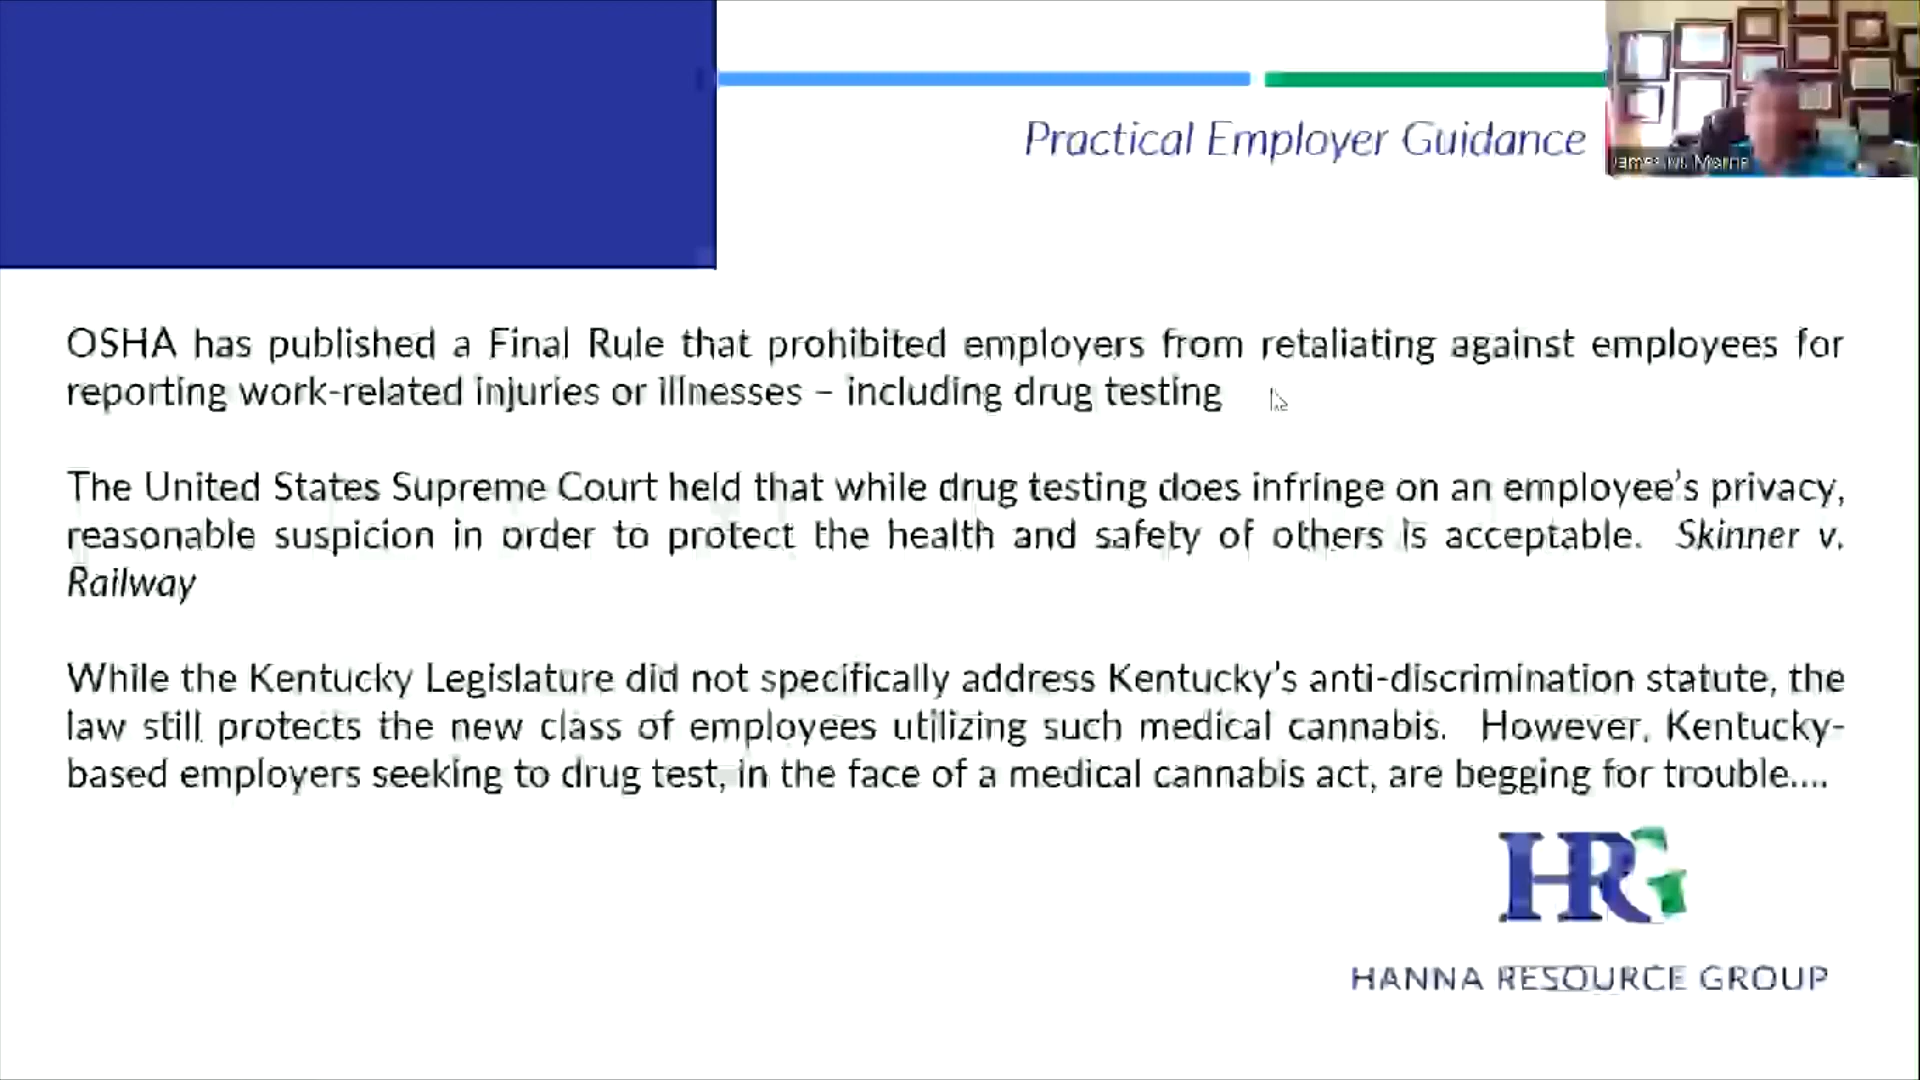 Practical Employer Guidance
OSHA has published a Final Rule that prohibited employers from retaliating against employees for
reporting work-related injuries or illnesses – including drug testing
The United States Supreme Court held that while drug testing does infringe on an employee’s privacy,
reasonable suspicion in order to protect the health and safety of others is acceptable. Skinner v.
Railway
While the Kentucky Legislature did not specifically address Kentucky's anti-discrimination statute, the
law still protects the new class of employees utilizing such medical cannabis. However, Kentucky-
based employers seeking to drug test, in the face of a medical cannabis act, are begging for trouble....
HRG
HANNA RESOURCE GROUP